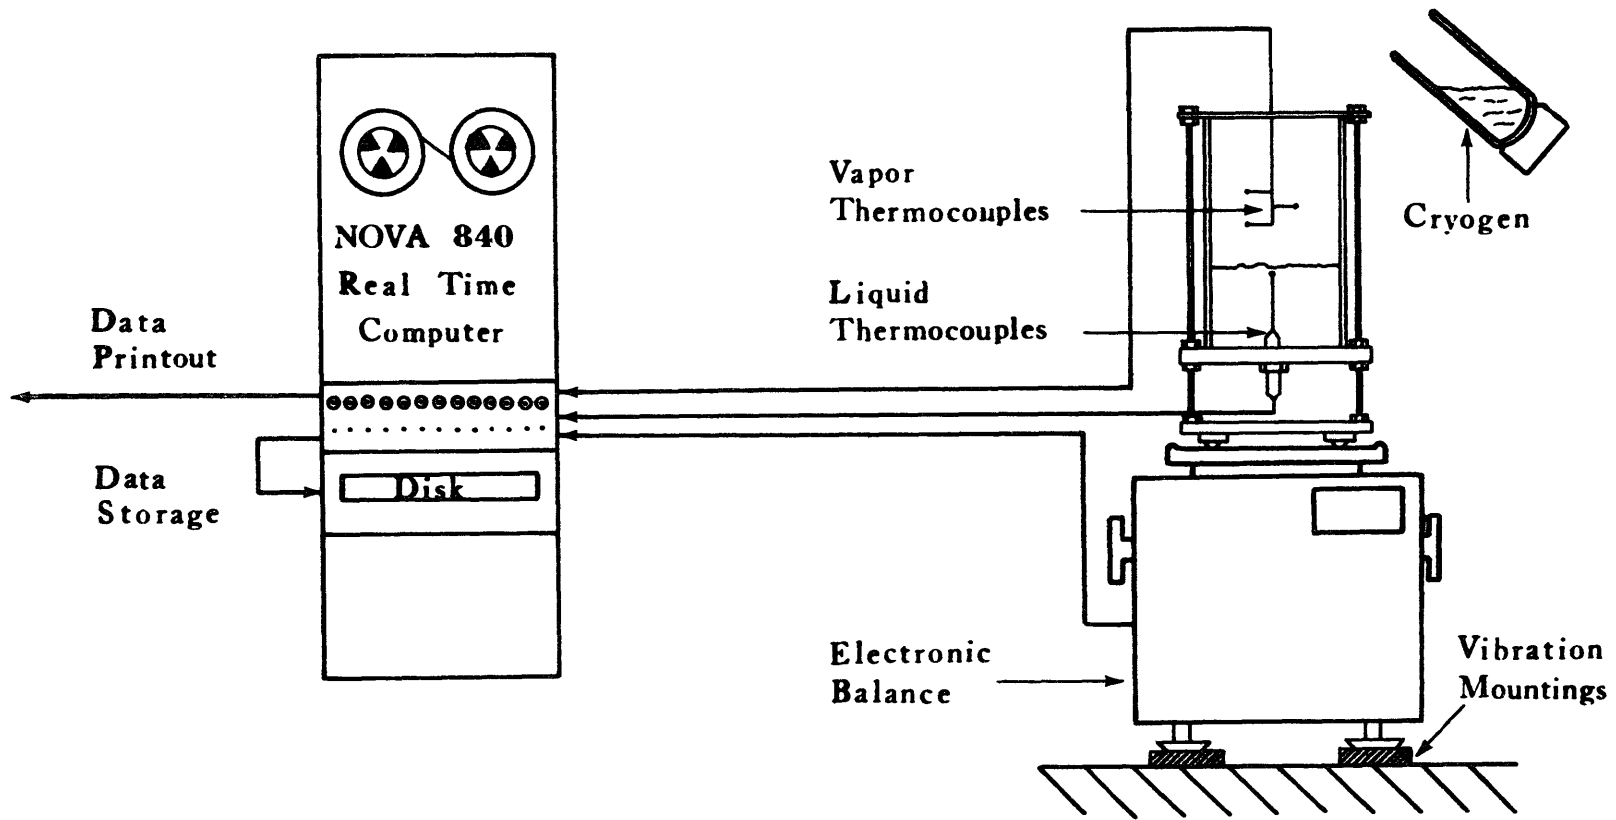 NOVA 840
Real Time
Computer
Data
Printout
Data
Storage
Disk
Vapor
Thermocouples
Liquid
Thermocouples
Cryogen
Electronic
Balance
Vibration
Mountings